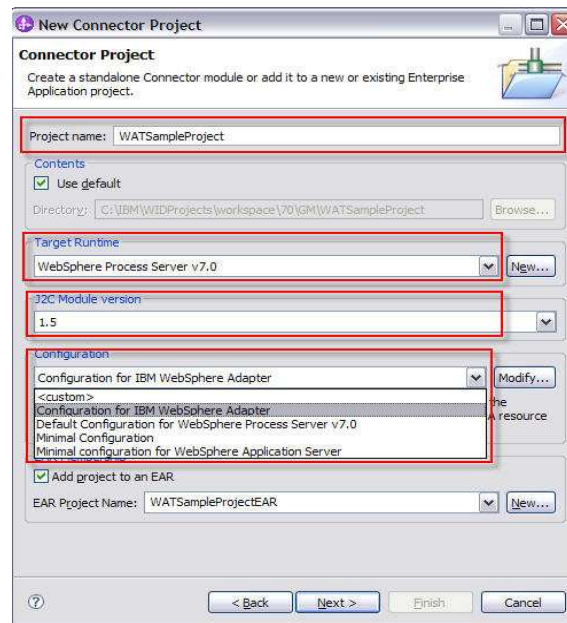 New Connector Project
Connector Project
Create a standalone Connector module or add it to a new or existing Enterprise
Application project.
Project name: WATSampleProject
Contents
Use default
Directory: C:\IBM\WIDProjects\workspace\70\GM\WATSampleProject Browse...
Target Runtime
WebSphere Process Server v7.0 New...
J2C Module version
1.5
Configuration
Configuration for IBM WebSphere Adapter Modify...
<custom> the
Configuration for IBM WebSphere Adapter A resource
Default Configuration for WebSphere Process Server v7.0
Minimal Configuration
Minimal configuration for WebSphere Application Server
Add project to an EAR
EAR Project Name: WATSampleProjectEAR New...
? < Back Next > Finish Cancel